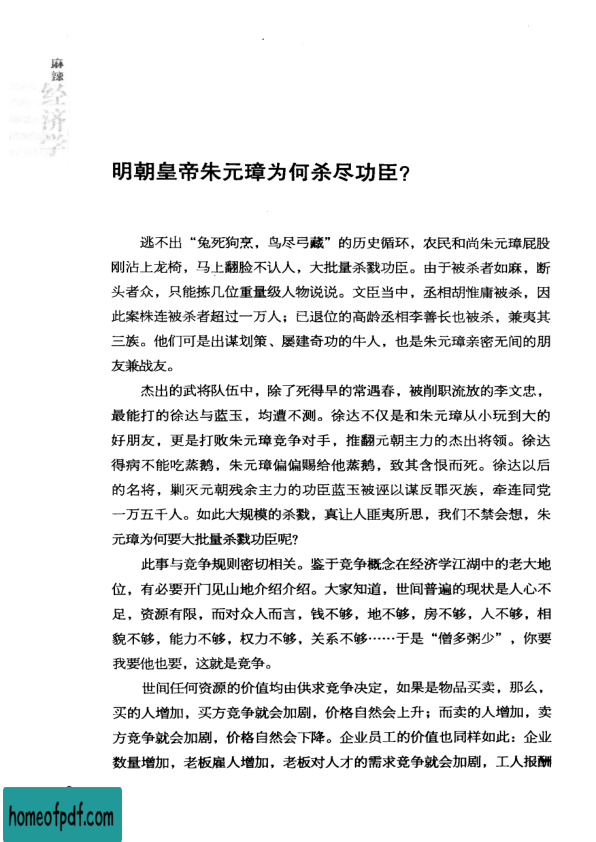 麻辣
经济学
明朝皇帝朱元璋为何杀尽功臣?
逃不出“兔死狗烹，鸟尽弓藏”的历史循环，农民和尚朱元璋屁股
刚沾上龙椅，马上翻脸不认人，大批量杀戮功臣。由于被杀者如麻，断
头者众，只能拣几位重量级人物说说。文臣当中，丞相胡惟庸被杀，因
此案株连被杀者超过一万人；已退位的高龄丞相李善长也被杀，兼夷其
三族。他们可是出谋划策、屡建奇功的牛人，也是朱元璋亲密无间的朋
友兼战友。
杰出的武将队伍中，除了死得早的常遇春，被削职流放的李文忠，
最能打的徐达与蓝玉，均遭不测。徐达不仅是和朱元璋从小玩到大的
好朋友，更是打败朱元璋竞争对手，推翻元朝主力的杰出将领。徐达
得病不能吃蒸鹅，朱元璋偏偏赐给他蒸鹅，致其含恨而死。徐达以后
的名将，剿灭元朝残余主力的功臣蓝玉被诬以谋反罪灭族，牵连同党
一万五千人。如此大规模的杀戮，真让人匪夷所思，我们不禁会想，朱
元璋为何要大批量杀戮功臣呢?
此事与竞争规则密切相关。鉴于竞争概念在经济学江湖中的老大地
位，有必要开门见山地介绍介绍。大家知道，世间普遍的现状是人心不
足，资源有限，而对众人而言，钱不够，地不够，房不够，人不够，相
貌不够，能力不够，权力不够，关系不够……于是“僧多粥少”，你要
我要他也要，这就是竞争。
世间任何资源的价值均由供求竞争决定，如果是物品买卖，那么，
买的人增加，买方竞争就会加剧，价格自然会上升；而卖的人增加，卖
方竞争就会加剧，价格自然会下降。企业员工的价值也同样如此：企业
数量增加，老板雇人增加，老板对人才的需求竞争就会加剧，工人报酬
homeofpdf.com